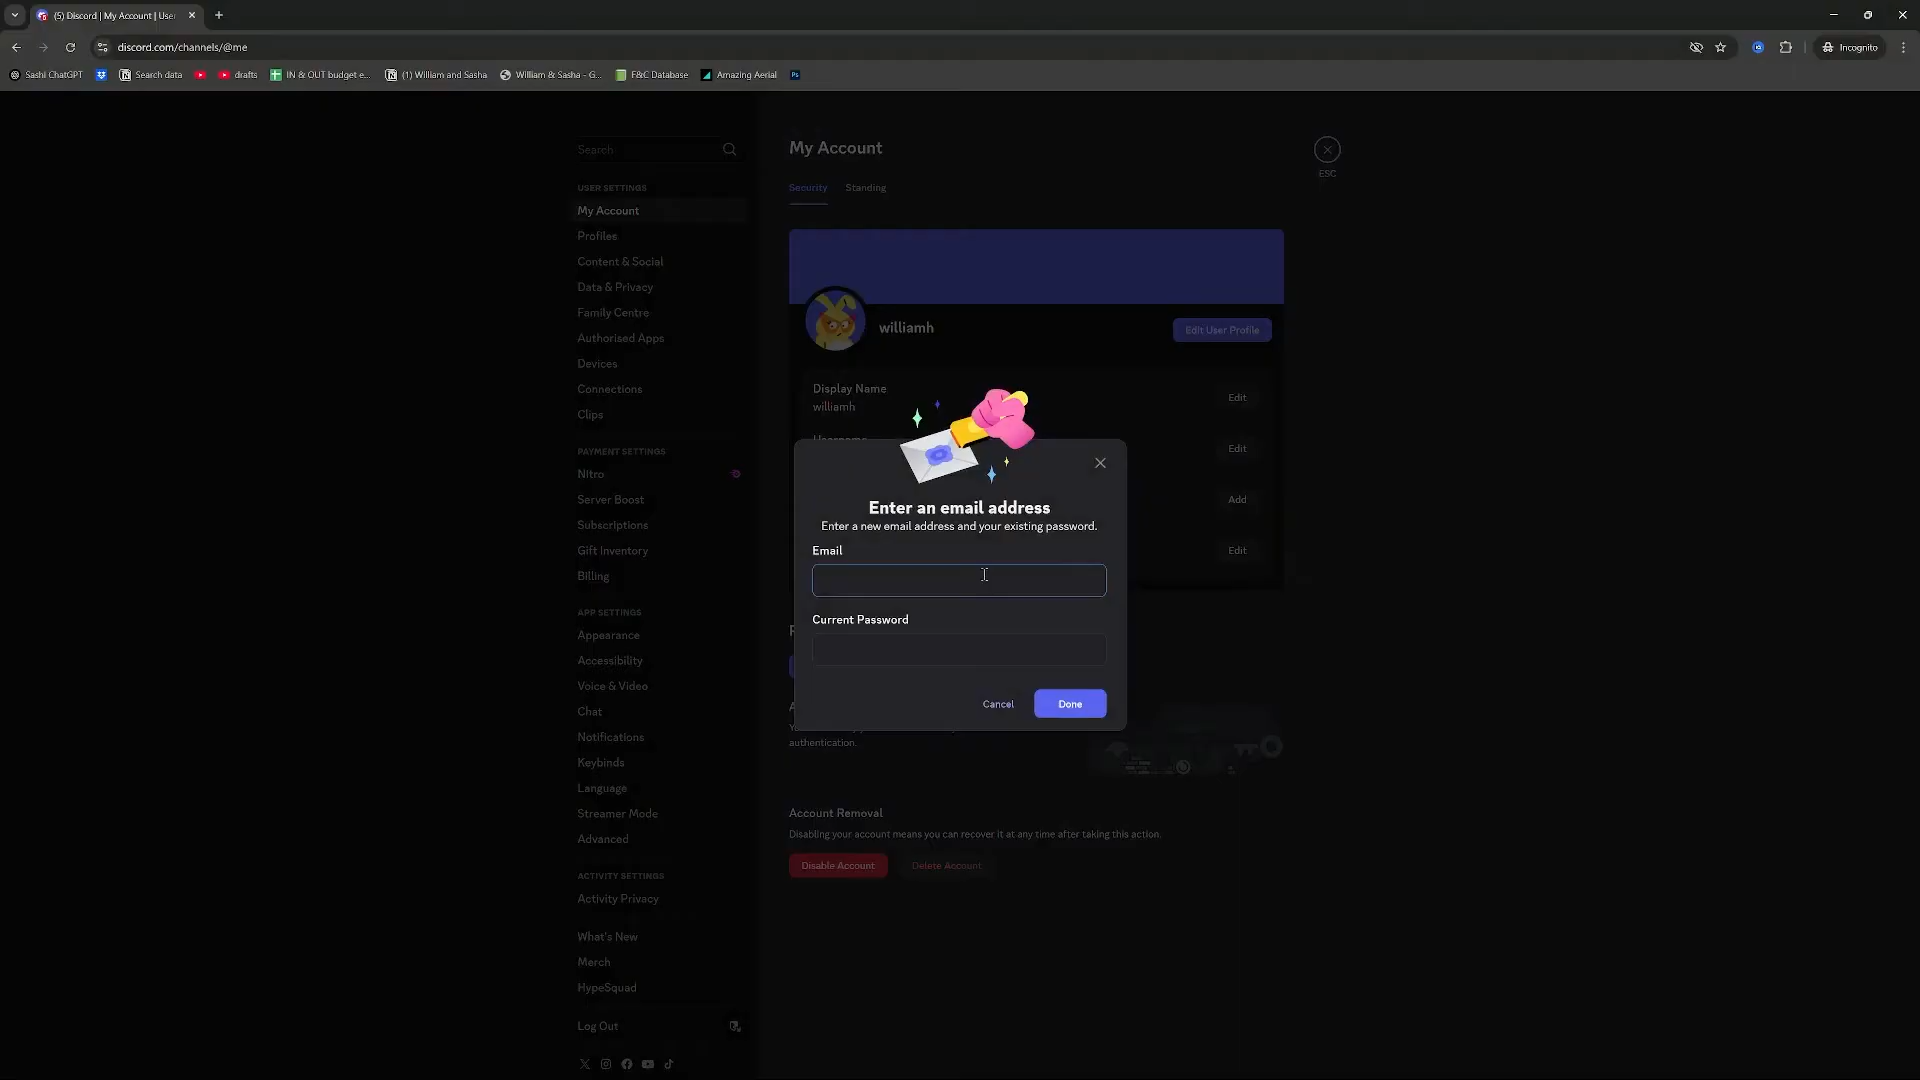 (5) Discord | My Account | User
discord.com/channels/@me
Incognito
Sashi ChatGPT
Search data
drafts
IN & OUT budget e...
(1) William and Sasha
William & Sasha - G...
F&C Database
Amazing Aerial
Ps
Search
USER SETTINGS
My Account
Profiles
Content & Social
Data & Privacy
Family Centre
Authorised Apps
Devices
Connections
Clips
PAYMENT SETTINGS
Nitro
Server Boost
Subscriptions
Gift Inventory
Billing
APP SETTINGS
Appearance
Accessibility
Voice & Video
Chat
Notifications
Keybinds
Language
Streamer Mode
Advanced
ACTIVITY SETTINGS
Activity Privacy
What's New
Merch
HypeSquad
Log Out
My Account
ESC
Security Standing
williamh
Edit User Profile
Display Name
williamh
Edit
Edit
Add
Edit
Enter an email address
Enter a new email address and your existing password.
Email
Current Password
Cancel
Done
authentication.
Account Removal
Disabling your account means you can recover it at any time after taking this action.
Disable Account
Delete Account